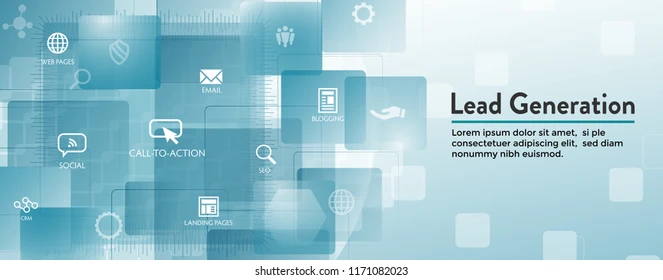 WEB PAGES
EMAIL
BLOGGING
SOCIAL
CALL-TO-ACTION
SEO
CRM
LANDING PAGES
Lead Generation
Lorem ipsum dolor sit amet, si pie
consectetuer adipiscing elit, sed diam
nonummy nibh euismod.
shutterstock.com · 1171082023